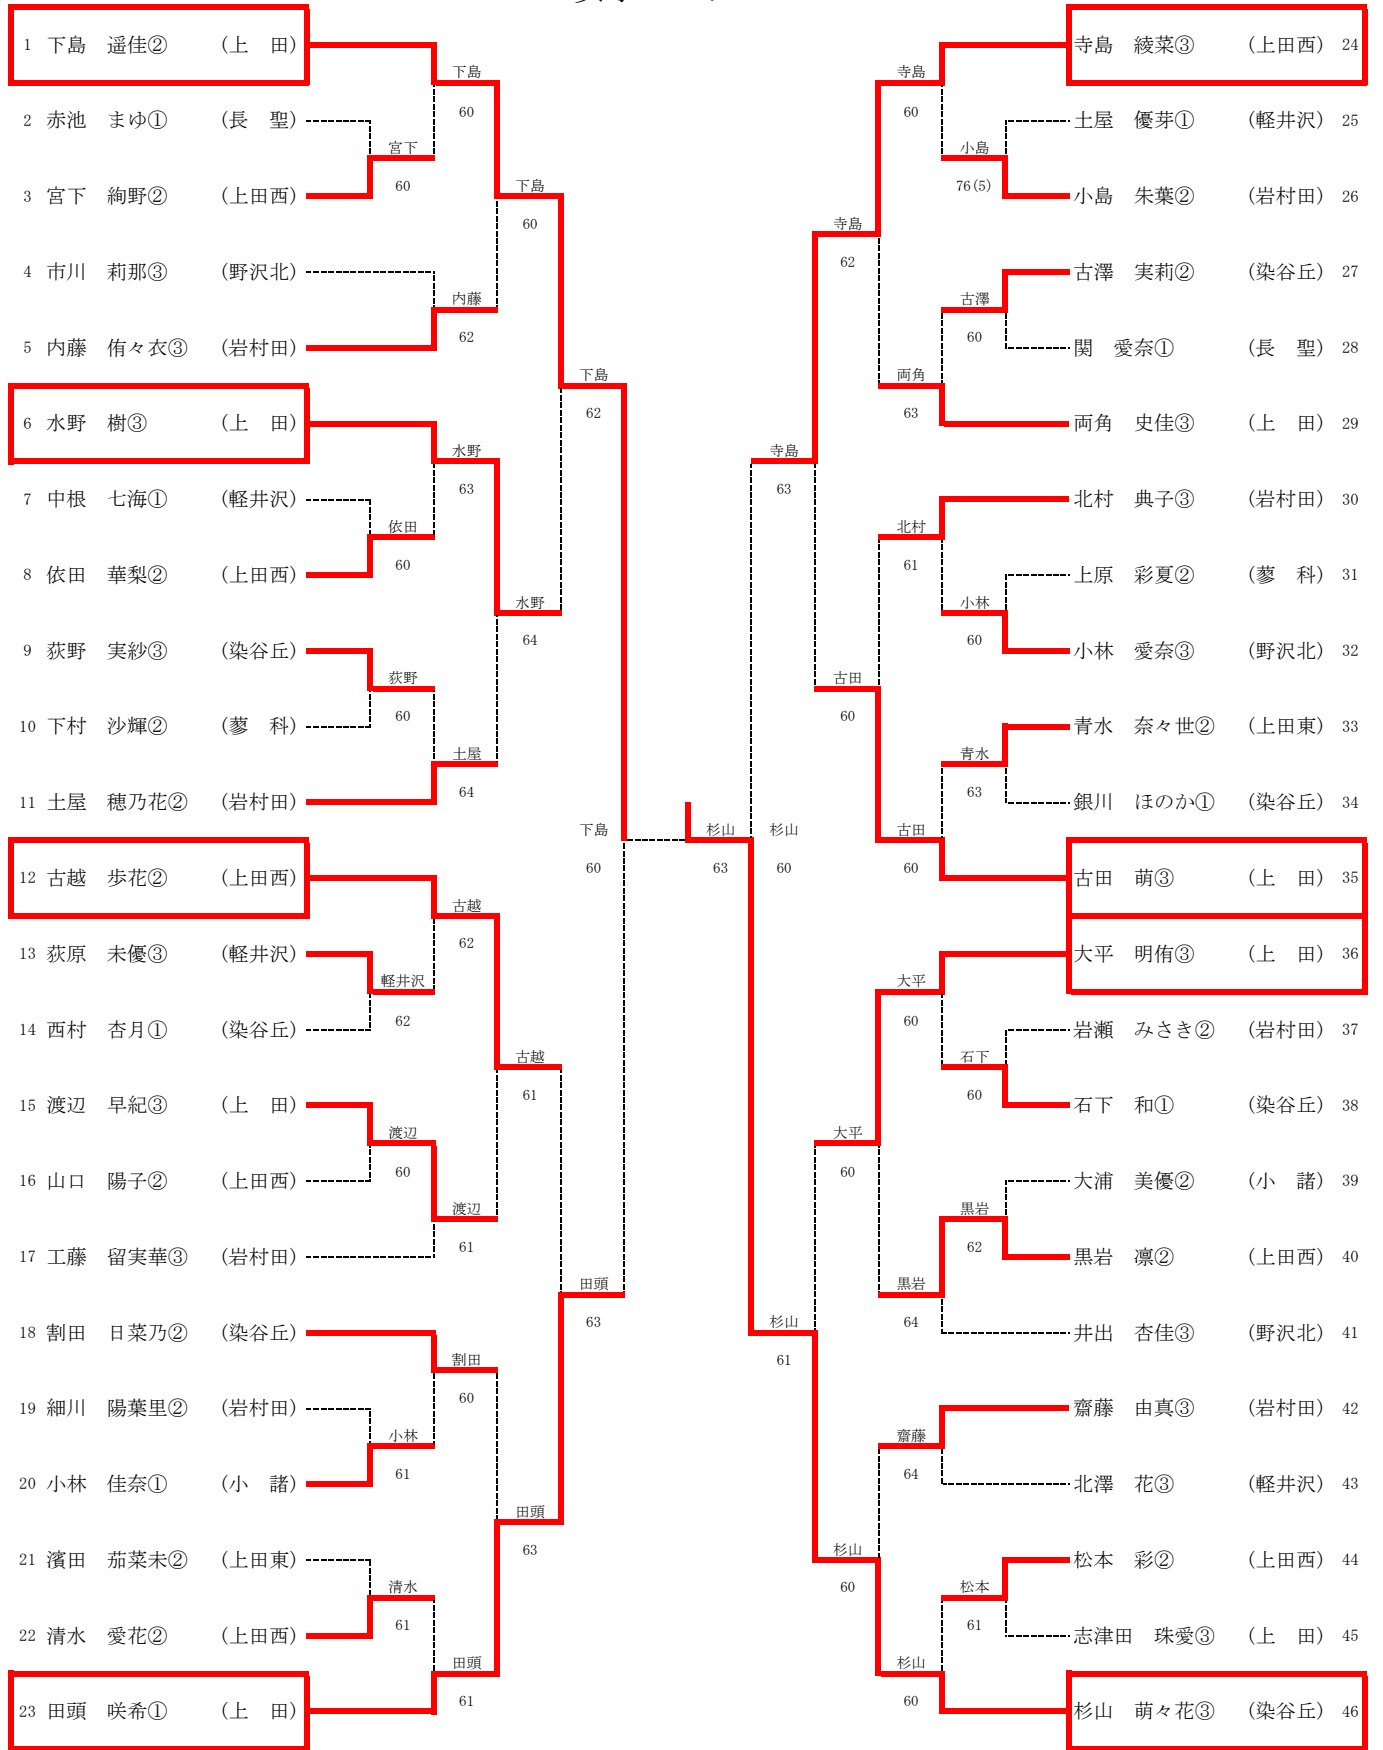 1 下島 遥佳② (上 田)
下島
60
2 赤池 まゆ① (長 聖)
宮下
60
3 宮下 絢野② (上田西)
下島
60
4 市川 莉那③ (野沢北)
内藤
62
5 内藤 侑々衣③ (岩村田)
下島
62
6 水野 樹③ (上 田)
水野
63
7 中根 七海① (軽井沢)
依田
60
8 依田 華梨② (上田西)
水野
64
9 荻野 実紗③ (染谷丘)
荻野
60
10 下村 沙輝② (蓼 科)
土屋
64
11 土屋 穂乃花② (岩村田)
下島
60
12 古越 歩花② (上田西)
古越
62
13 荻原 未優③ (軽井沢)
軽井沢
62
14 西村 杏月① (染谷丘)
古越
61
15 渡辺 早紀③ (上 田)
渡辺
60
16 山口 陽子② (上田西)
渡辺
61
17 工藤 留実華③ (岩村田)
田頭
63
18 割田 日菜乃② (染谷丘)
割田
60
19 細川 陽葉里② (岩村田)
小林
61
20 小林 佳奈① (小 諸)
田頭
63
21 濱田 茄菜未② (上田東)
清水
61
22 清水 愛花② (上田西)
田頭
61
23 田頭 咲希① (上 田)
杉山
63
杉山
60
寺島 綾菜③ (上田西) 24
寺島
60
土屋 優芽① (軽井沢) 25
小島
76(5)
小島 朱葉② (岩村田) 26
寺島
62
古澤 実莉② (染谷丘) 27
古澤
60
関 愛奈① (長 聖) 28
両角
63
両角 史佳③ (上 田) 29
寺島
63
北村 典子③ (岩村田) 30
北村
61
上原 彩夏② (蓼 科) 31
小林
60
小林 愛奈③ (野沢北) 32
古田
60
青水 奈々世② (上田東) 33
青水
63
銀川 ほのか① (染谷丘) 34
古田
60
古田 萌③ (上 田) 35
大平 明侑③ (上 田) 36
大平
60
岩瀬 みさき② (岩村田) 37
石下
60
石下 和① (染谷丘) 38
大平
60
大浦 美優② (小 諸) 39
黒岩
62
黒岩 凛② (上田西) 40
黒岩
64
井出 杏佳③ (野沢北) 41
杉山
61
齋藤 由真③ (岩村田) 42
齋藤
64
北澤 花③ (軽井沢) 43
杉山
60
松本 彩② (上田西) 44
松本
61
志津田 珠愛③ (上 田) 45
杉山
60
杉山 萌々花③ (染谷丘) 46